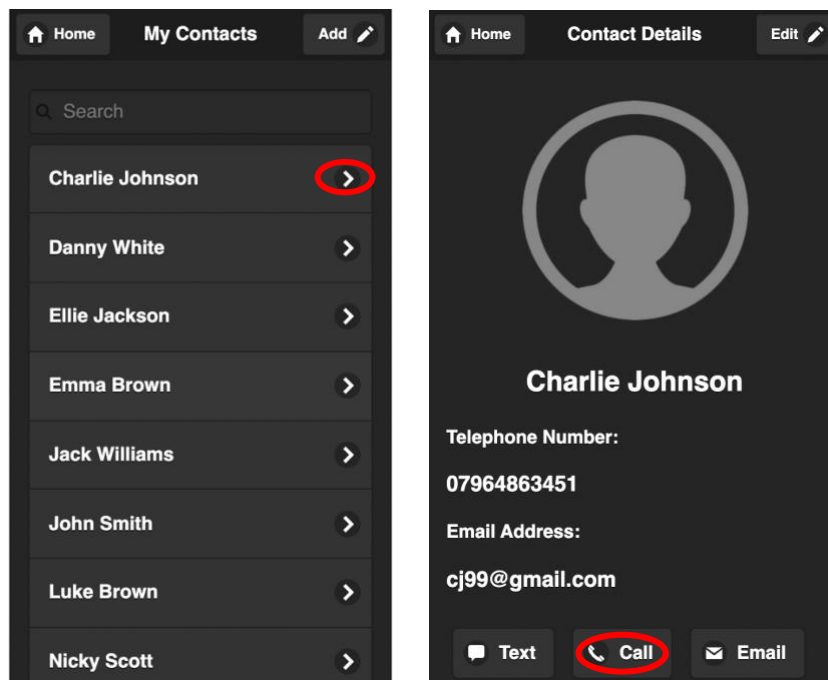 Home My Contacts Add
Search
Charlie Johnson
Danny White
Ellie Jackson
Emma Brown
Jack Williams
John Smith
Luke Brown
Nicky Scott
Home Contact Details Edit
Charlie Johnson
Telephone Number:
07964863451
Email Address:
cj99@gmail.com
Text Call Email